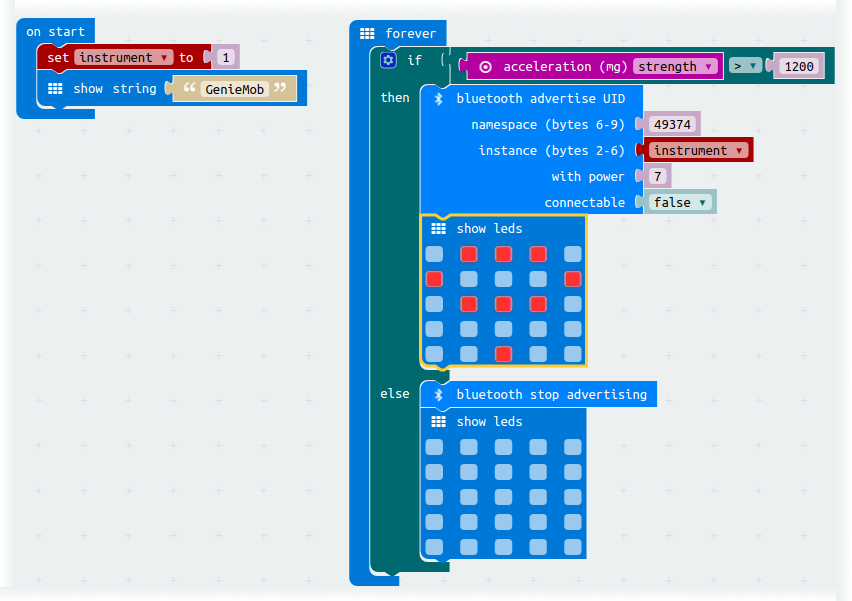 on start
set instrument to 1
show string “ GenieMob ”
forever
if acceleration (mg) strength > 1200
then
bluetooth advertise UID
namespace (bytes 6-9) 49374
instance (bytes 2-6) instrument
with power 7
connectable false
show leds
else
bluetooth stop advertising
show leds